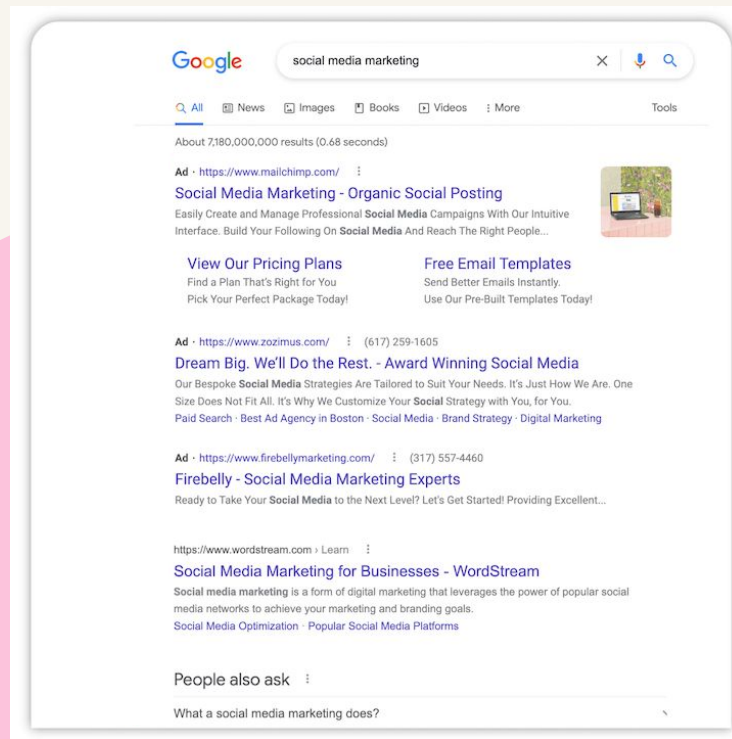 Google
social media marketing
All News Images Books Videos More Tools
About 7,180,000,000 results (0.68 seconds)
Ad · https://www.mailchimp.com/
Social Media Marketing - Organic Social Posting
Easily Create and Manage Professional Social Media Campaigns With Our Intuitive
Interface. Build Your Following On Social Media And Reach The Right People...
View Our Pricing Plans
Find a Plan That's Right for You
Pick Your Perfect Package Today!
Free Email Templates
Send Better Emails Instantly.
Use Our Pre-Built Templates Today!
Ad · https://www.zozimus.com/ (617) 259-1605
Dream Big. We'll Do the Rest. - Award Winning Social Media
Our Bespoke Social Media Strategies Are Tailored to Suit Your Needs. It's Just How We Are. One
Size Does Not Fit All. It's Why We Customize Your Social Strategy with You, for You.
Paid Search · Best Ad Agency in Boston · Social Media · Brand Strategy · Digital Marketing
Ad · https://www.firebellymarketing.com/ (317) 557-4460
Firebelly - Social Media Marketing Experts
Ready to Take Your Social Media to the Next Level? Let's Get Started! Providing Excellent...
https://www.wordstream.com › Learn
Social Media Marketing for Businesses - WordStream
Social media marketing is a form of digital marketing that leverages the power of popular social
media networks to achieve your marketing and branding goals.
Social Media Optimization · Popular Social Media Platforms
People also ask
What a social media marketing does?